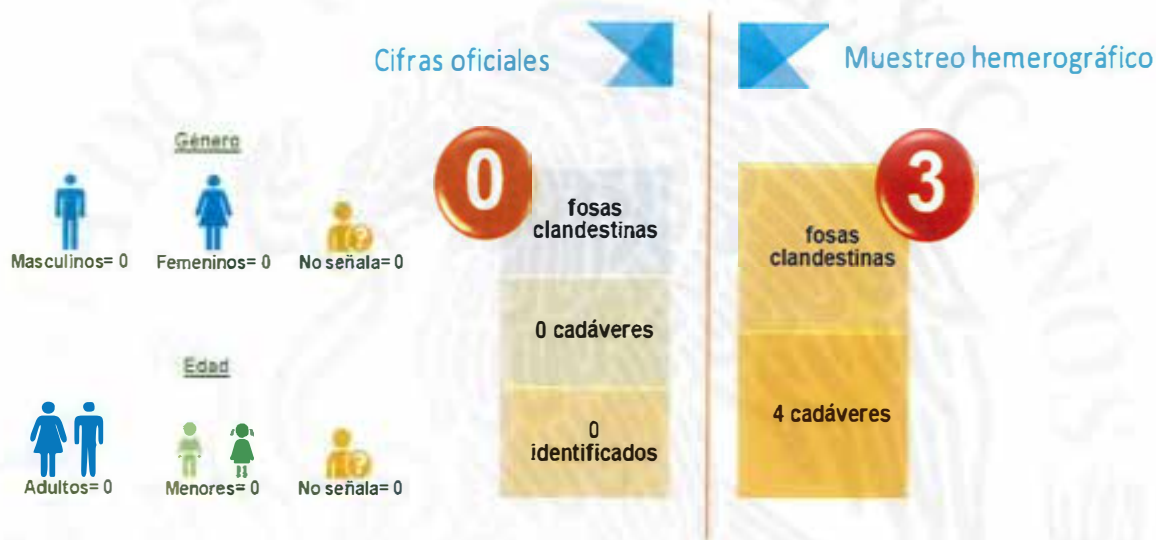 Cifras oficiales
Género
Masculinos= 0
Femeninos= 0
No señala= 0
Edad
Adultos= 0
Menores= 0
No señala= 0
0
fosas
clandestinas
0 cadáveres
0
identificados
Muestreo hemerográfico
3
fosas
clandestinas
4 cadáveres